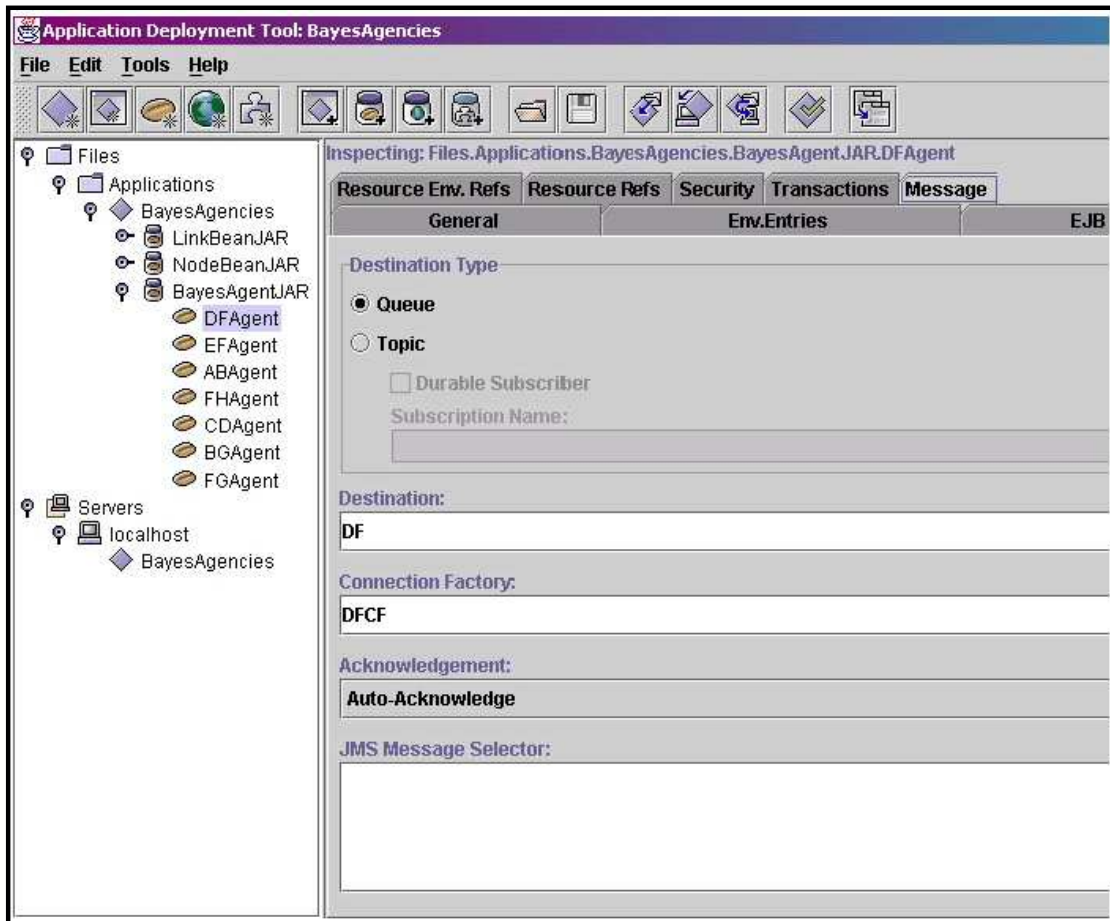 Application Deployment Tool: BayesAgencies
File Edit Tools Help
Files
Applications
BayesAgencies
LinkBeanJAR
NodeBeanJAR
BayesAgentJAR
DFAgent
EFAgent
ABAgent
FHAgent
CDAgent
BGAgent
FGAgent
Servers
localhost
BayesAgencies
Inspecting: Files.Applications.BayesAgencies.BayesAgentJAR.DFAgent
Resource Env. Refs Resource Refs Security Transactions Message
General Env.Entries EJB
Destination Type
Queue
Topic
Durable Subscriber
Subscription Name:
Destination:
DF
Connection Factory:
DFCF
Acknowledgement:
Auto-Acknowledge
JMS Message Selector: